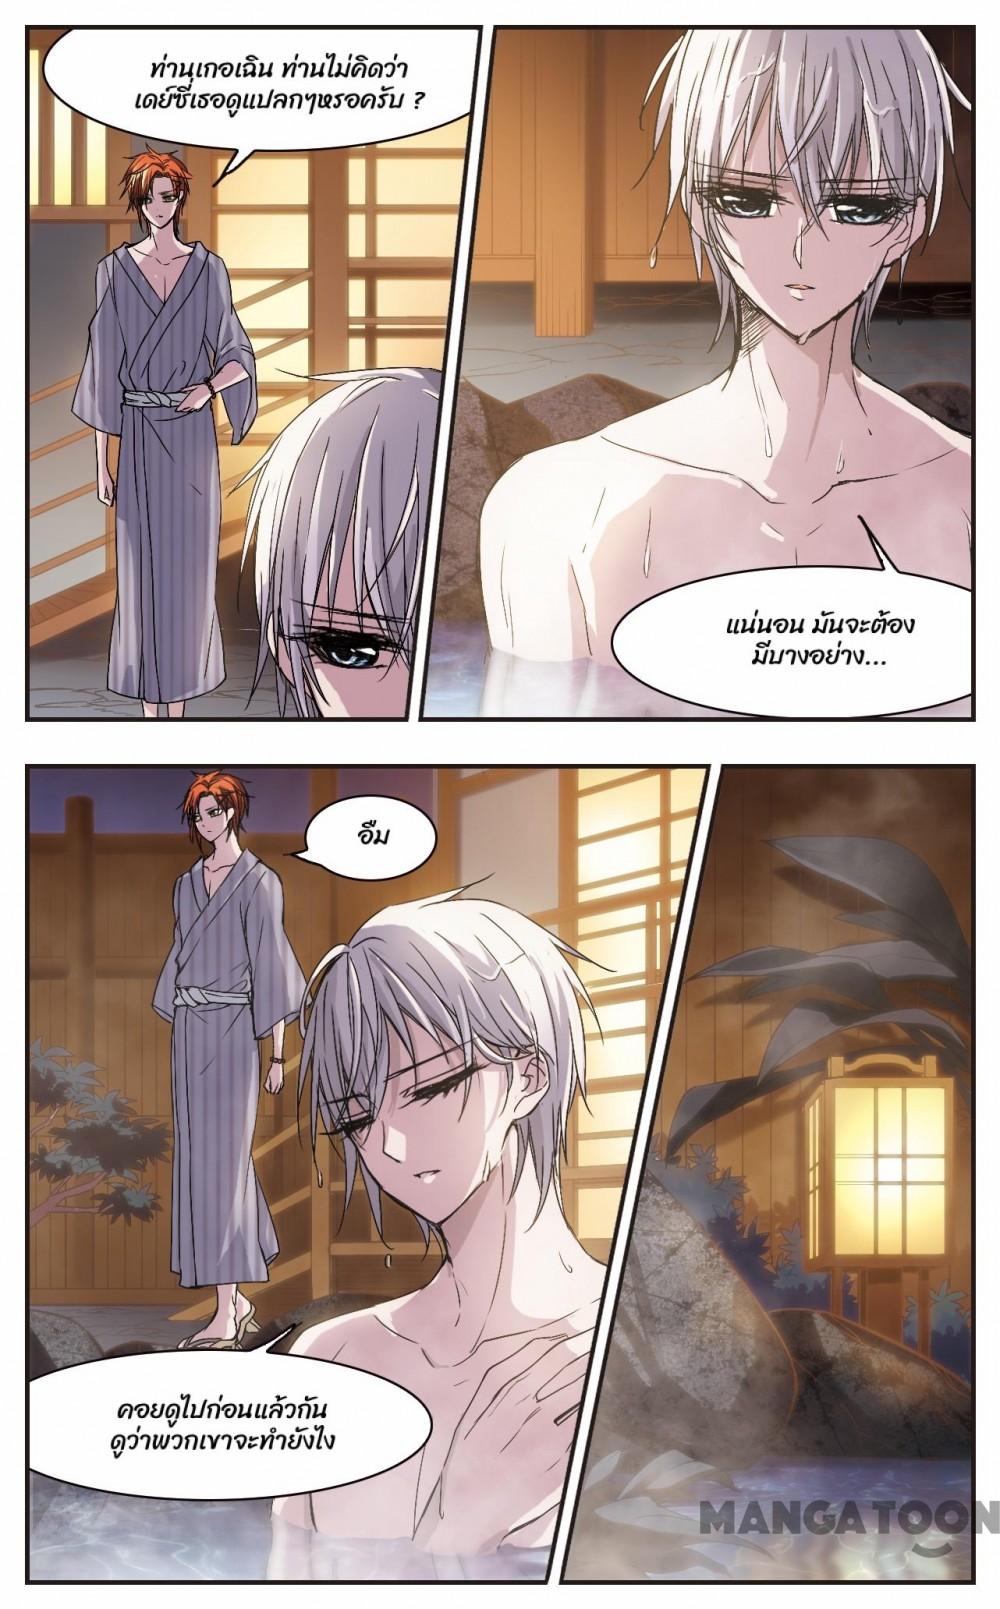 ท่านเกอเฉิน ท่านไม่คิดว่า
เดย์ซี่เธอดูแปลกๆหรอครับ ?
แน่นอน มันจะต้อง
มีบางอย่าง...
อืม
คอยดูไปก่อนแล้วกัน
ดูว่าพวกเขาจะทำยังไง
MANGATOON